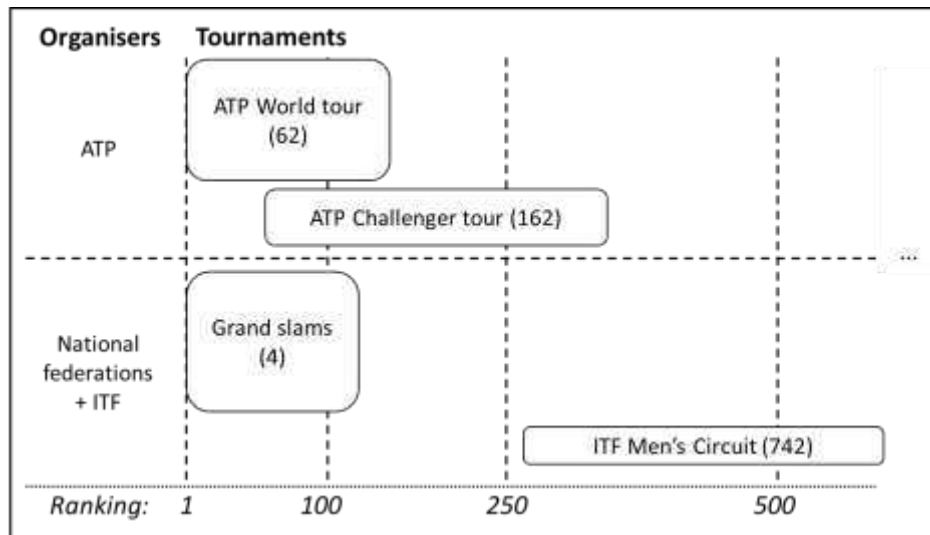 Organisers Tournaments
ATP World tour
(62)
ATP
ATP Challenger tour (162)
...
Grand slams
(4)
National
federations
+ ITF
ITF Men's Circuit (742)
Ranking: 1 100 250 500